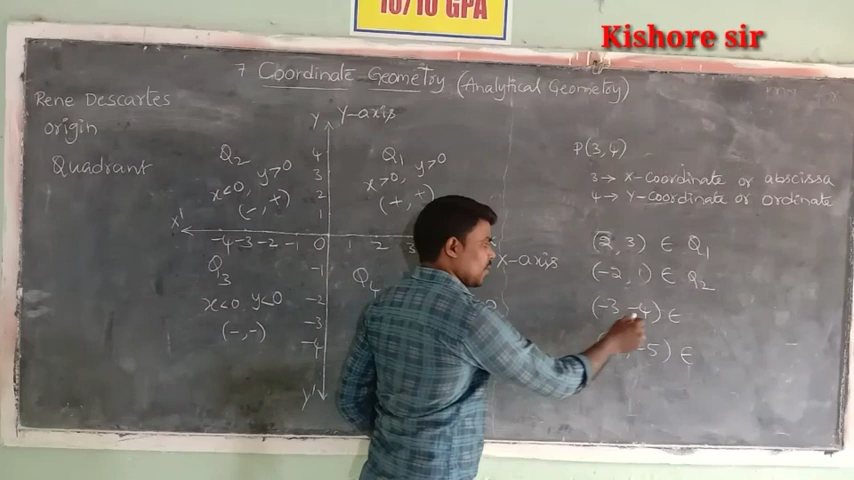 10/10 GPA
Kishore sir
7 Coordinate Geometry (Analytical Geometry)
Rene Descartes
origin
Quadrant
Y Y-axis
Q2
x<0, y>0
(-, +)
Q1
x>0, y>0
(+, +)
4
3
2
1
X'
-4 -3 -2 -1 0 1 2 3
X-axis
-1
-2
-3
-4
Y'
Q3
x<0 y<0
(-, -)
Q4
P(3, 4)
3 → X-Coordinate or abscissa
4 → Y-Coordinate or ordinate
(2, 3) ∈ Q1
(-2, 1) ∈ Q2
(-3, -4) ∈
-5) ∈